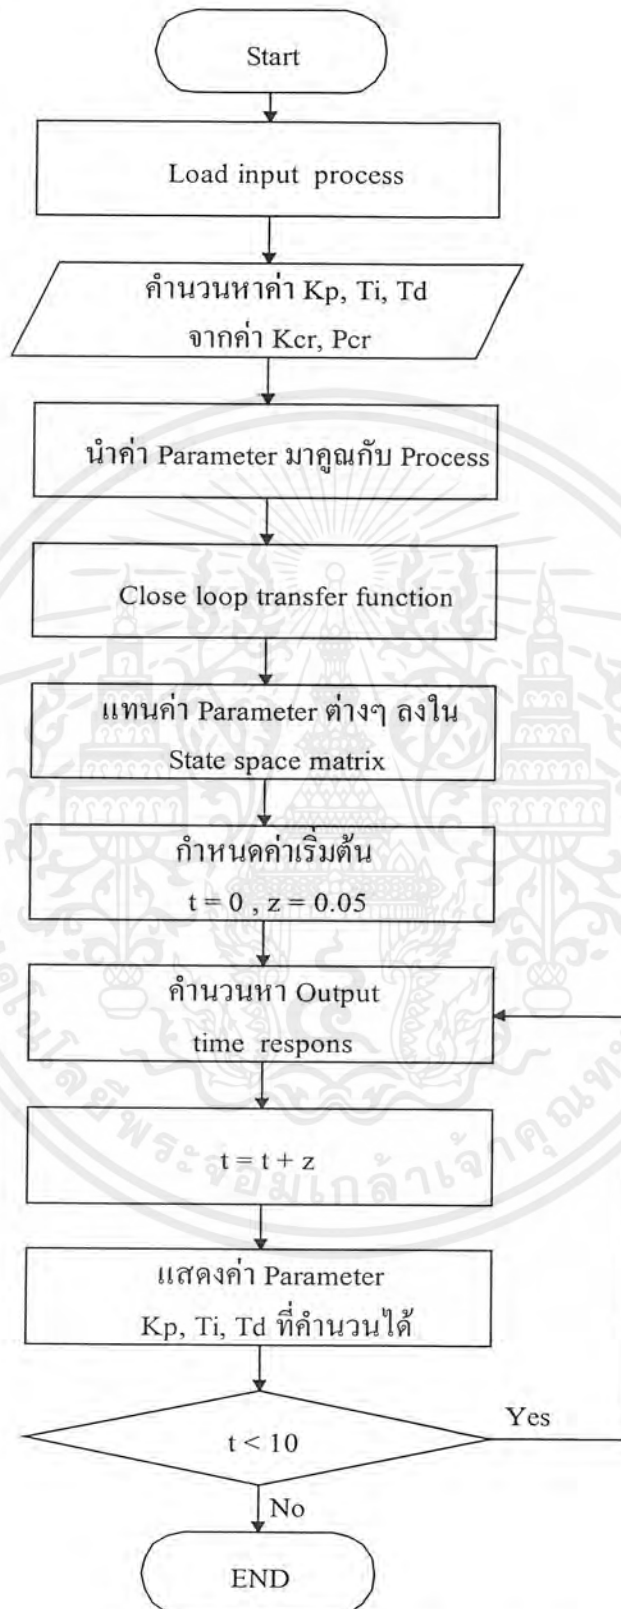 Start
Load input process
คำนวนหาค่า Kp, Ti, Td
จากค่า Kcr, Pcr
นำค่า Parameter มาคูณกับ Process
Close loop transfer function
แทนค่า Parameter ต่างๆ ลงใน
State space matrix
กำหนดค่าเริ่มต้น
t = 0 , z = 0.05
คำนวนหา Output
time respons
t = t + z
แสดงค่า Parameter
Kp, Ti, Td ที่คำนวนได้
t < 10
Yes
No
END